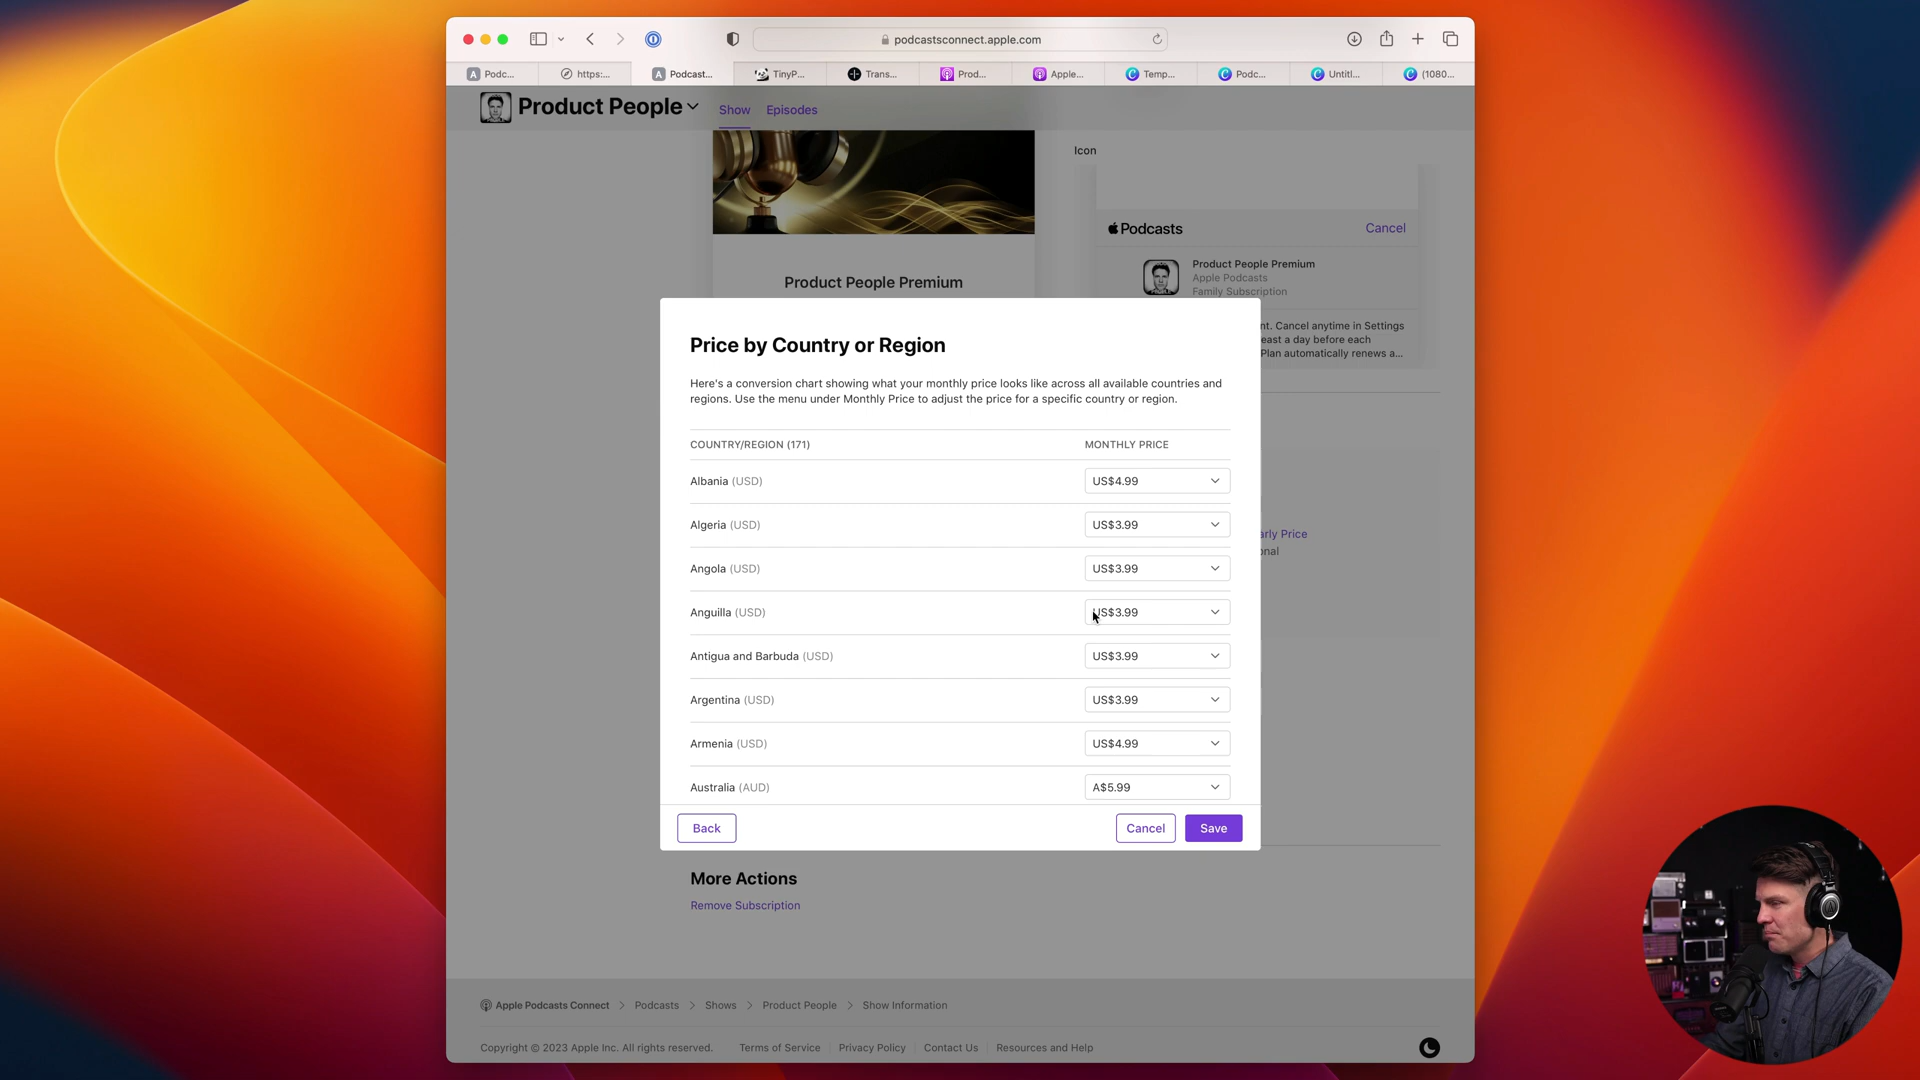 podcastsconnect.apple.com
Podc...
https:...
Podcast...
TinyP...
Trans...
Prod...
Apple...
Temp...
Podc...
Untitl...
(1080...
Product People
Show
Episodes
Icon
Podcasts
Cancel
Product People Premium
Apple Podcasts
Family Subscription
Product People Premium
nt. Cancel anytime in Settings
east a day before each
Plan automatically renews a...
Price by Country or Region
Here's a conversion chart showing what your monthly price looks like across all available countries and
regions. Use the menu under Monthly Price to adjust the price for a specific country or region.
COUNTRY/REGION (171)
MONTHLY PRICE
Albania (USD)
US$4.99
Algeria (USD)
US$3.99
arly Price
onal
Angola (USD)
US$3.99
Anguilla (USD)
US$3.99
Antigua and Barbuda (USD)
US$3.99
Argentina (USD)
US$3.99
Armenia (USD)
US$4.99
Australia (AUD)
A$5.99
Back
Cancel
Save
More Actions
Remove Subscription
Apple Podcasts Connect
Podcasts
Shows
Product People
Show Information
Copyright © 2023 Apple Inc. All rights reserved.
Terms of Service
Privacy Policy
Contact Us
Resources and Help